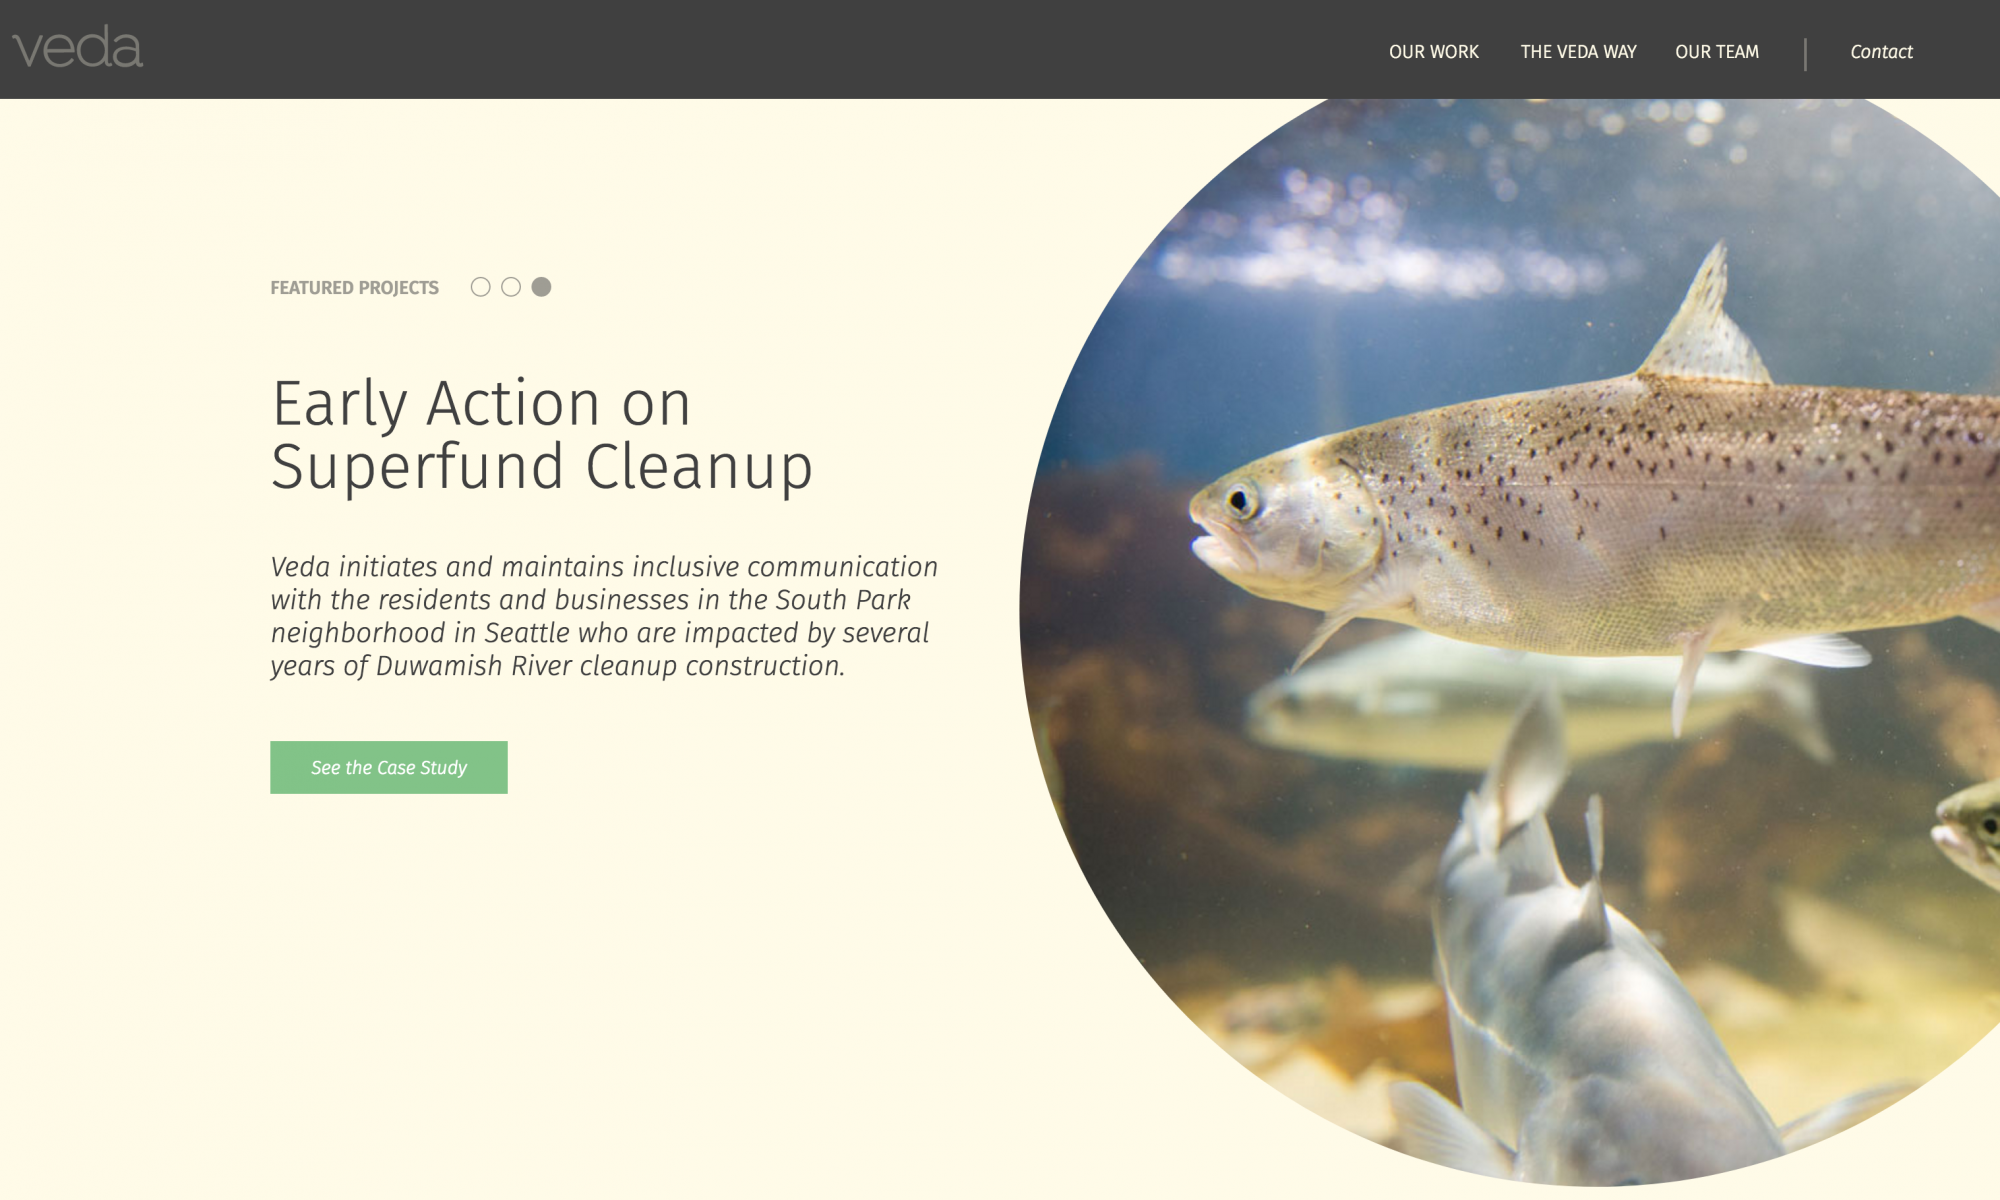 veda
OUR WORK THE VEDA WAY OUR TEAM Contact
FEATURED PROJECTS
Early Action on
Superfund Cleanup
Veda initiates and maintains inclusive communication
with the residents and businesses in the South Park
neighborhood in Seattle who are impacted by several
years of Duwamish River cleanup construction.
See the Case Study